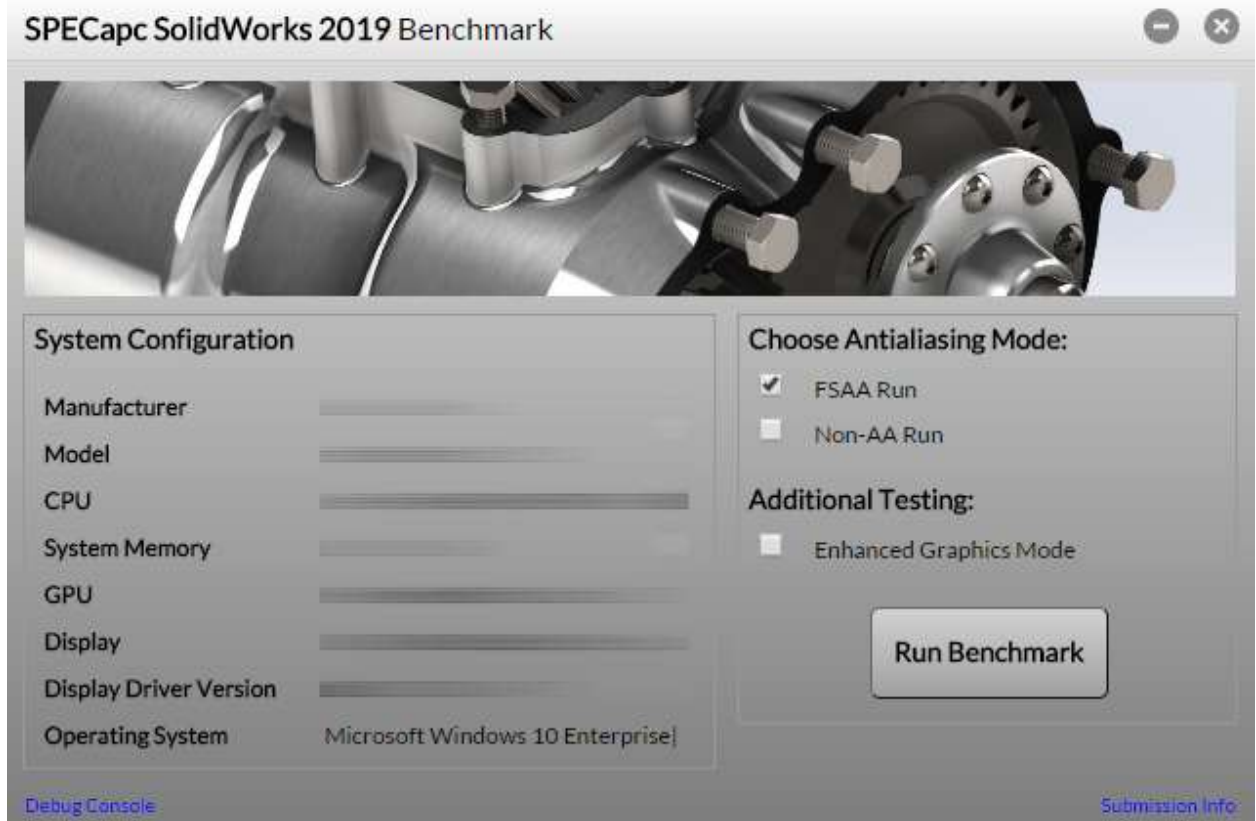 SPECapc SolidWorks 2019 Benchmark
System Configuration
Manufacturer
Model
CPU
System Memory
GPU
Display
Display Driver Version
Operating System Microsoft Windows 10 Enterprise
Choose Antialiasing Mode:
FSAA Run
Non-AA Run
Additional Testing:
Enhanced Graphics Mode
Run Benchmark
Debug Console
Submission Info